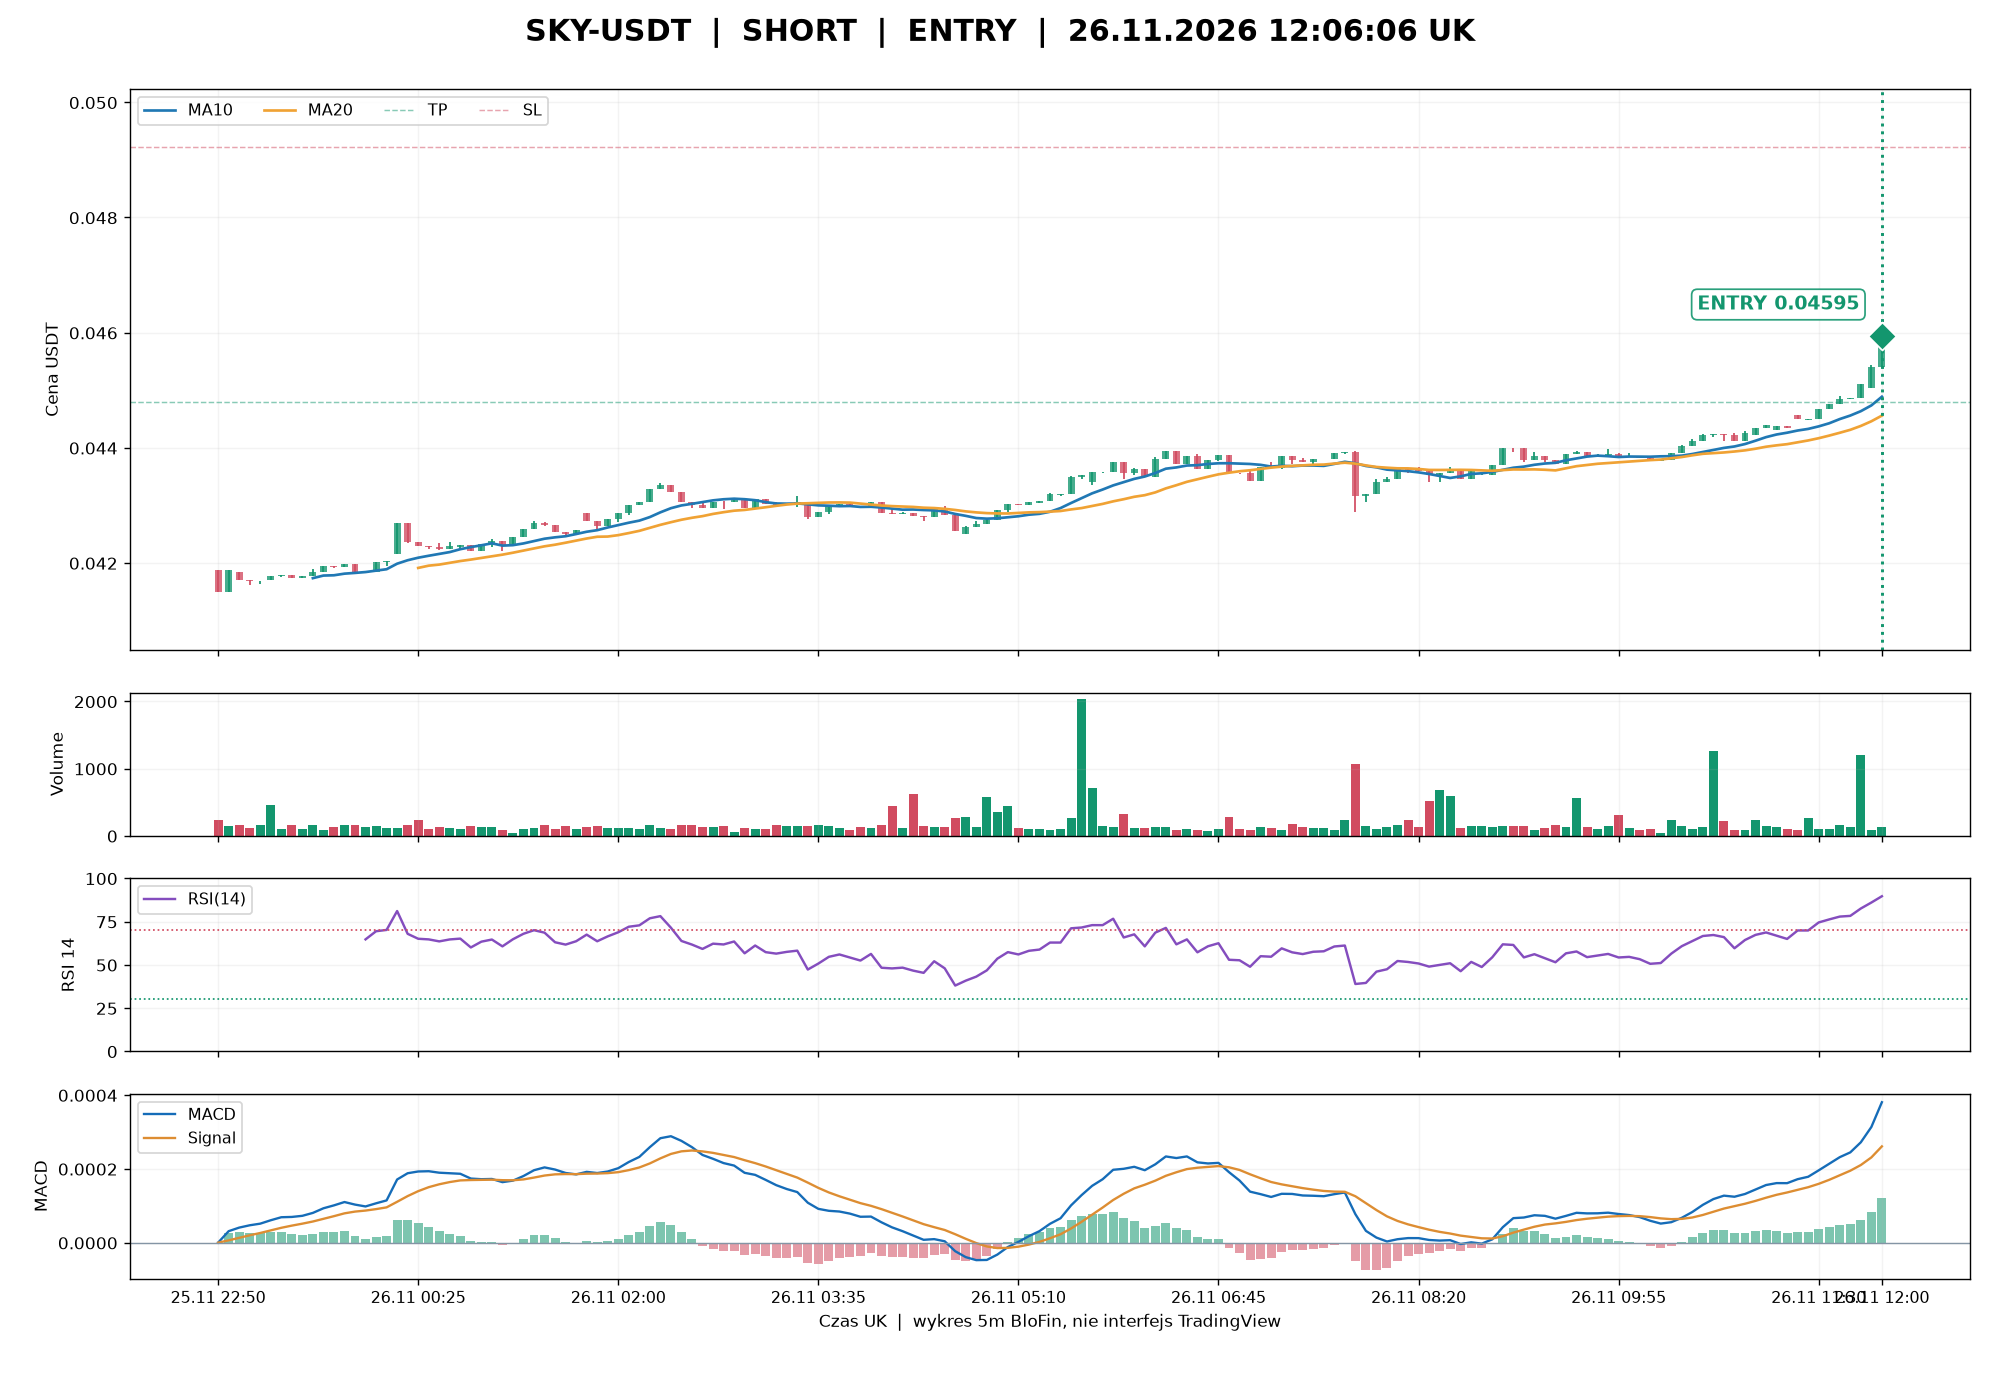 SKY-USDT | SHORT | ENTRY | 26.11.2026 12:06:06 UK
MA10 MA20 TP SL
Cena USDT
0.050
0.048
0.046
0.044
0.042
ENTRY 0.04595
Volume
2000
1000
0
RSI 14
RSI(14)
100
75
50
25
0
MACD
MACD
Signal
0.0004
0.0002
0.0000
25.11 22:50 26.11 00:25 26.11 02:00 26.11 03:35 26.11 05:10 26.11 06:45 26.11 08:20 26.11 09:55 26.11 12:00
Czas UK | wykres 5m BloFin, nie interfejs TradingView